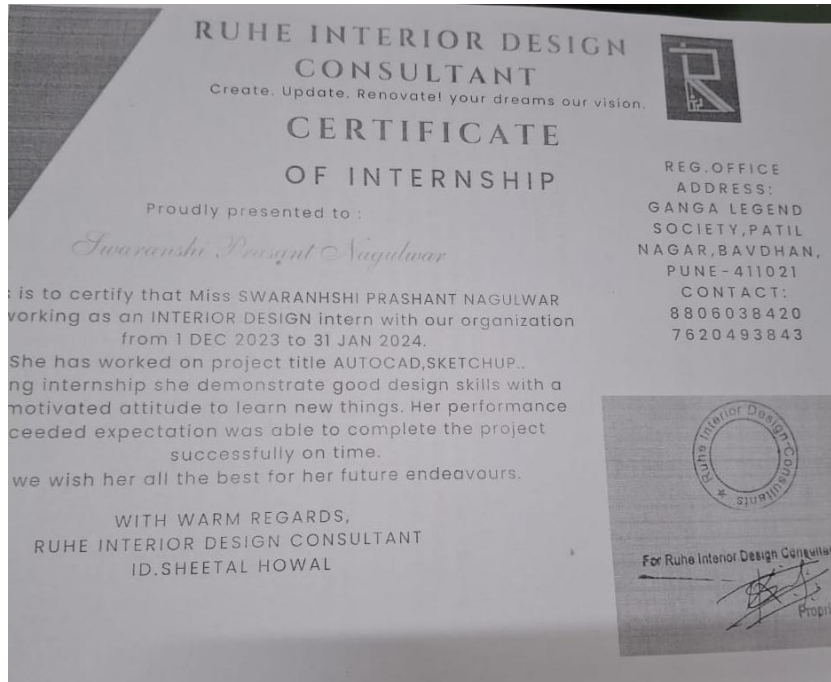 RUHE INTERIOR DESIGN
CONSULTANT
Create. Update. Renovate! your dreams our vision.
CERTIFICATE
OF INTERNSHIP
Proudly presented to :
Swaranshi Prasant Nagulwar
is to certify that Miss SWARANHSHI PRASHANT NAGULWAR
working as an INTERIOR DESIGN intern with our organization
from 1 DEC 2023 to 31 JAN 2024.
She has worked on project title AUTOCAD,SKETCHUP..
ng internship she demonstrate good design skills with a
motivated attitude to learn new things. Her performance
ceeded expectation was able to complete the project
successfully on time.
we wish her all the best for her future endeavours.
WITH WARM REGARDS,
RUHE INTERIOR DESIGN CONSULTANT
ID.SHEETAL HOWAL
REG.OFFICE
ADDRESS:
GANGA LEGEND
SOCIETY,PATIL
NAGAR,BAVDHAN,
PUNE-411021
CONTACT:
8806038420
7620493843
Ruhe Interior Design-Consultants ★
For Ruhe Interior Design Consultan
Propri